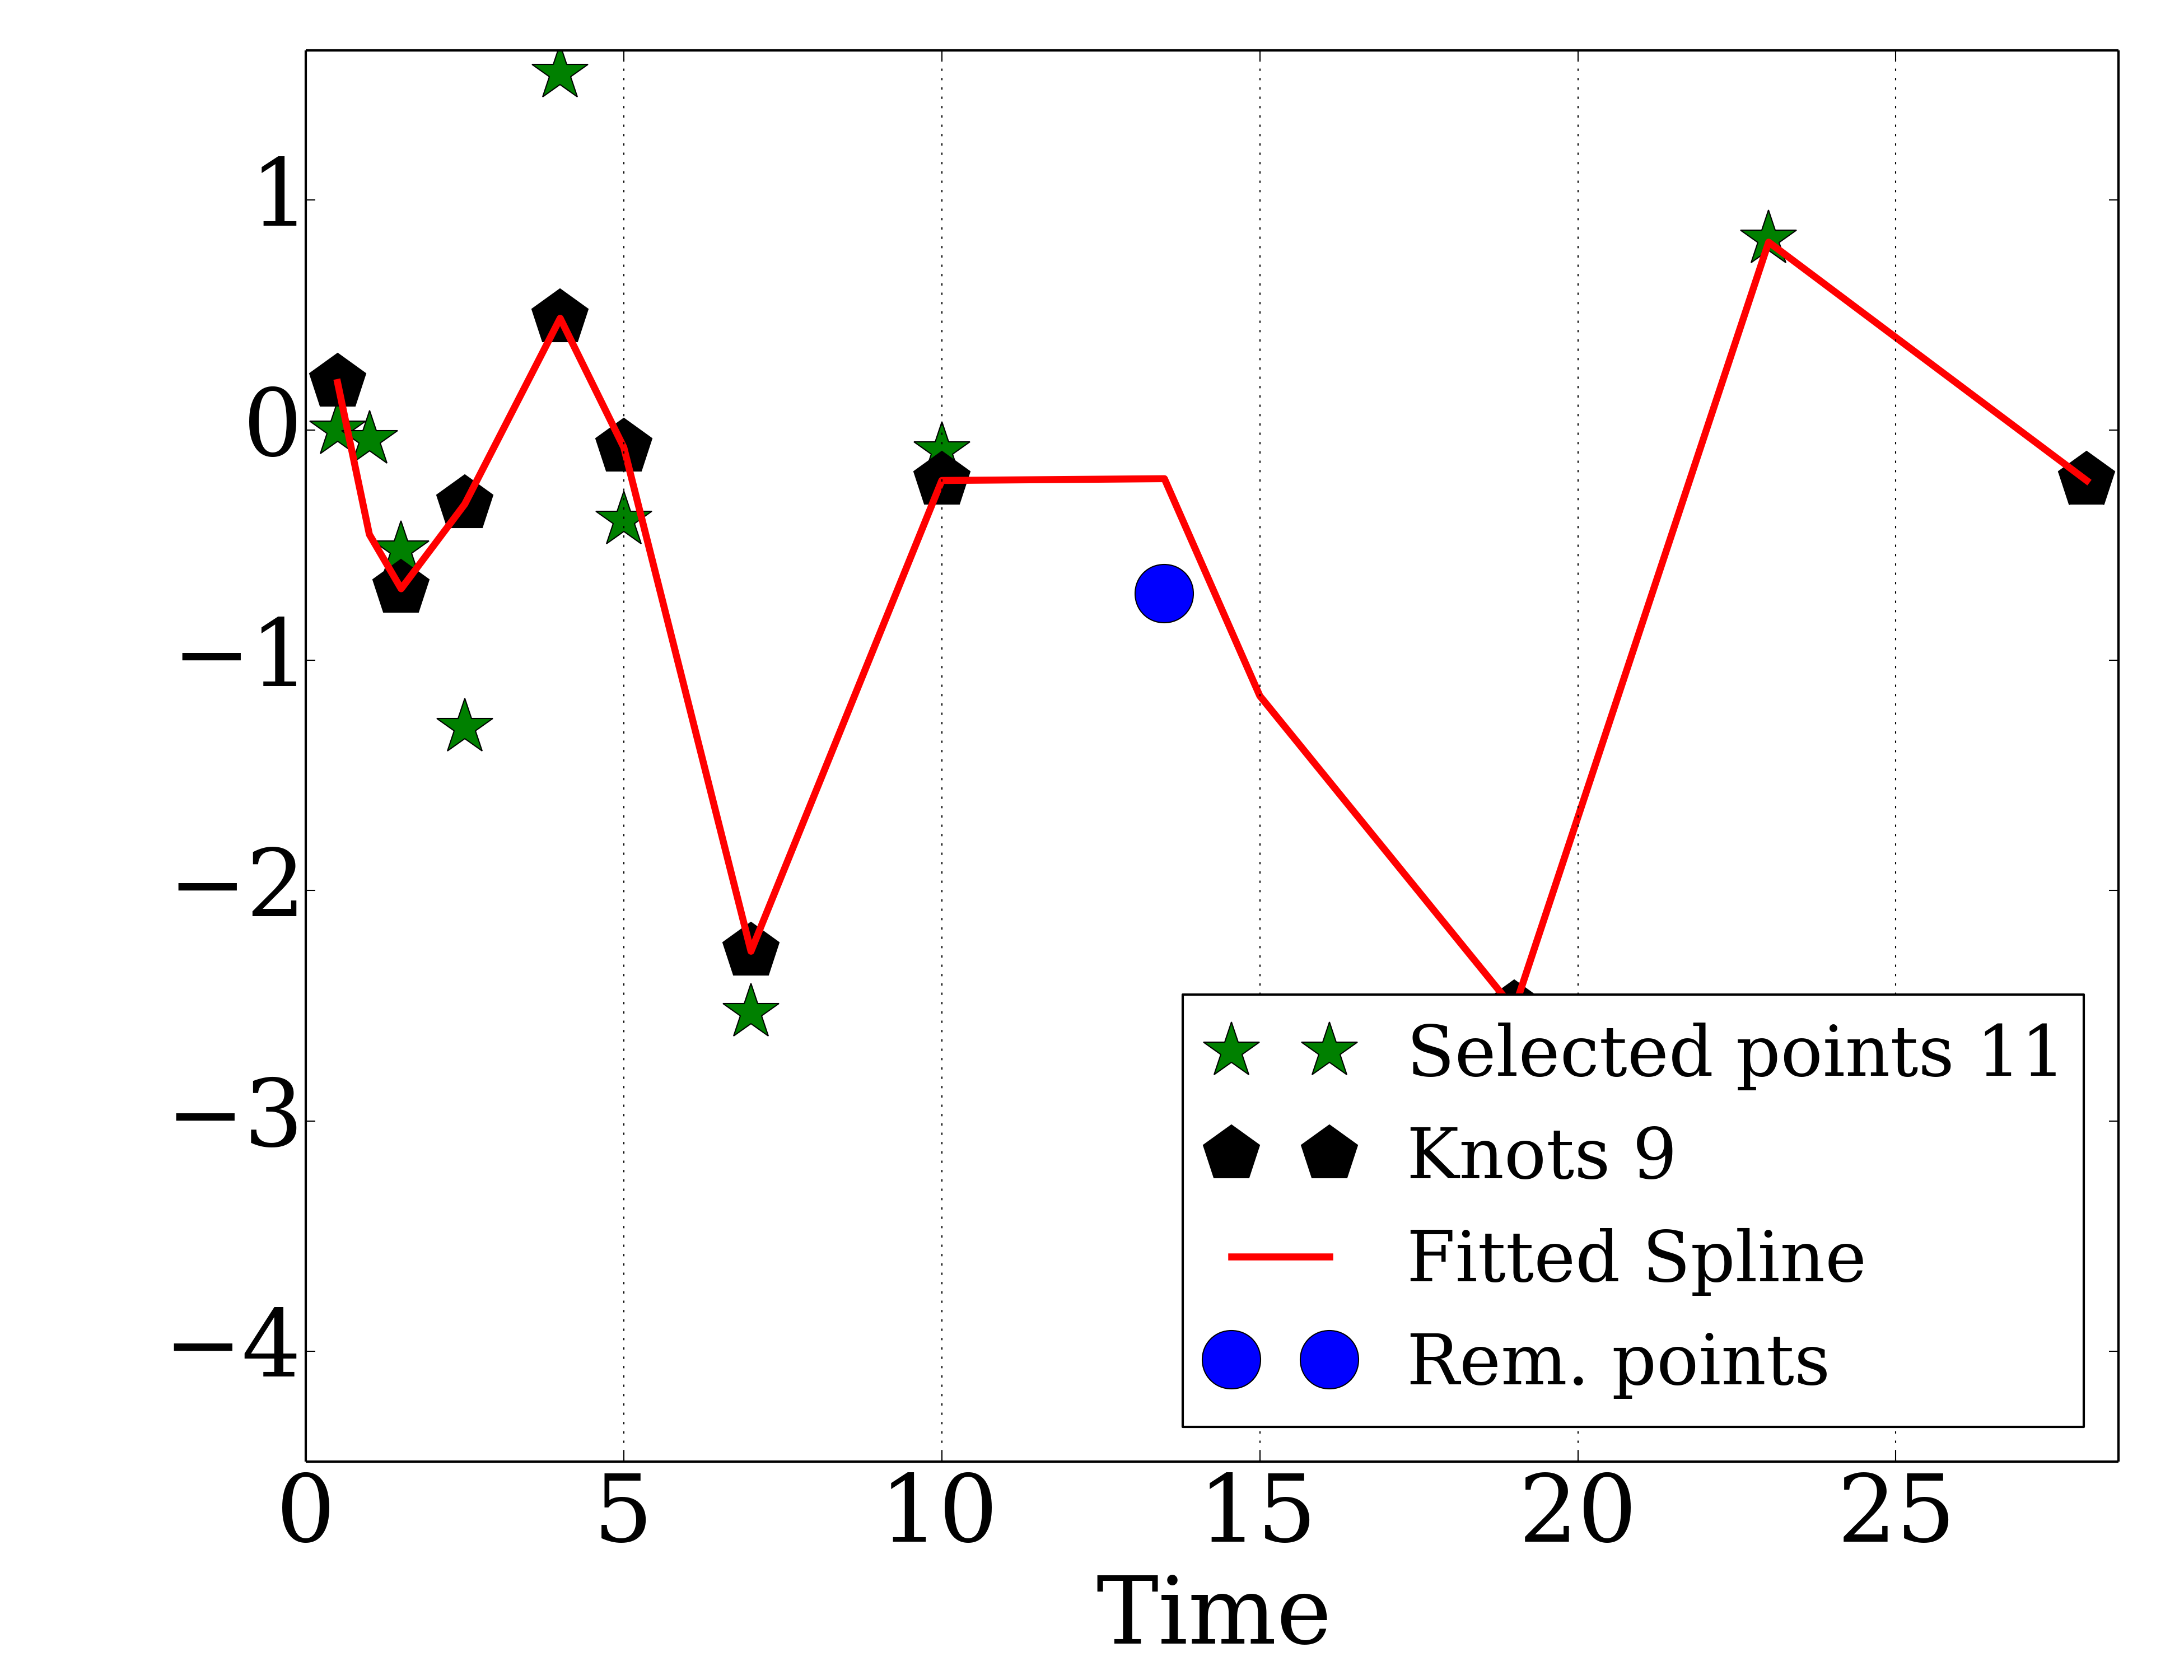 1
0
−1
−2
−3
−4
Selected points 11
Knots 9
Fitted Spline
Rem. points
0 5 10 15 20 25
Time